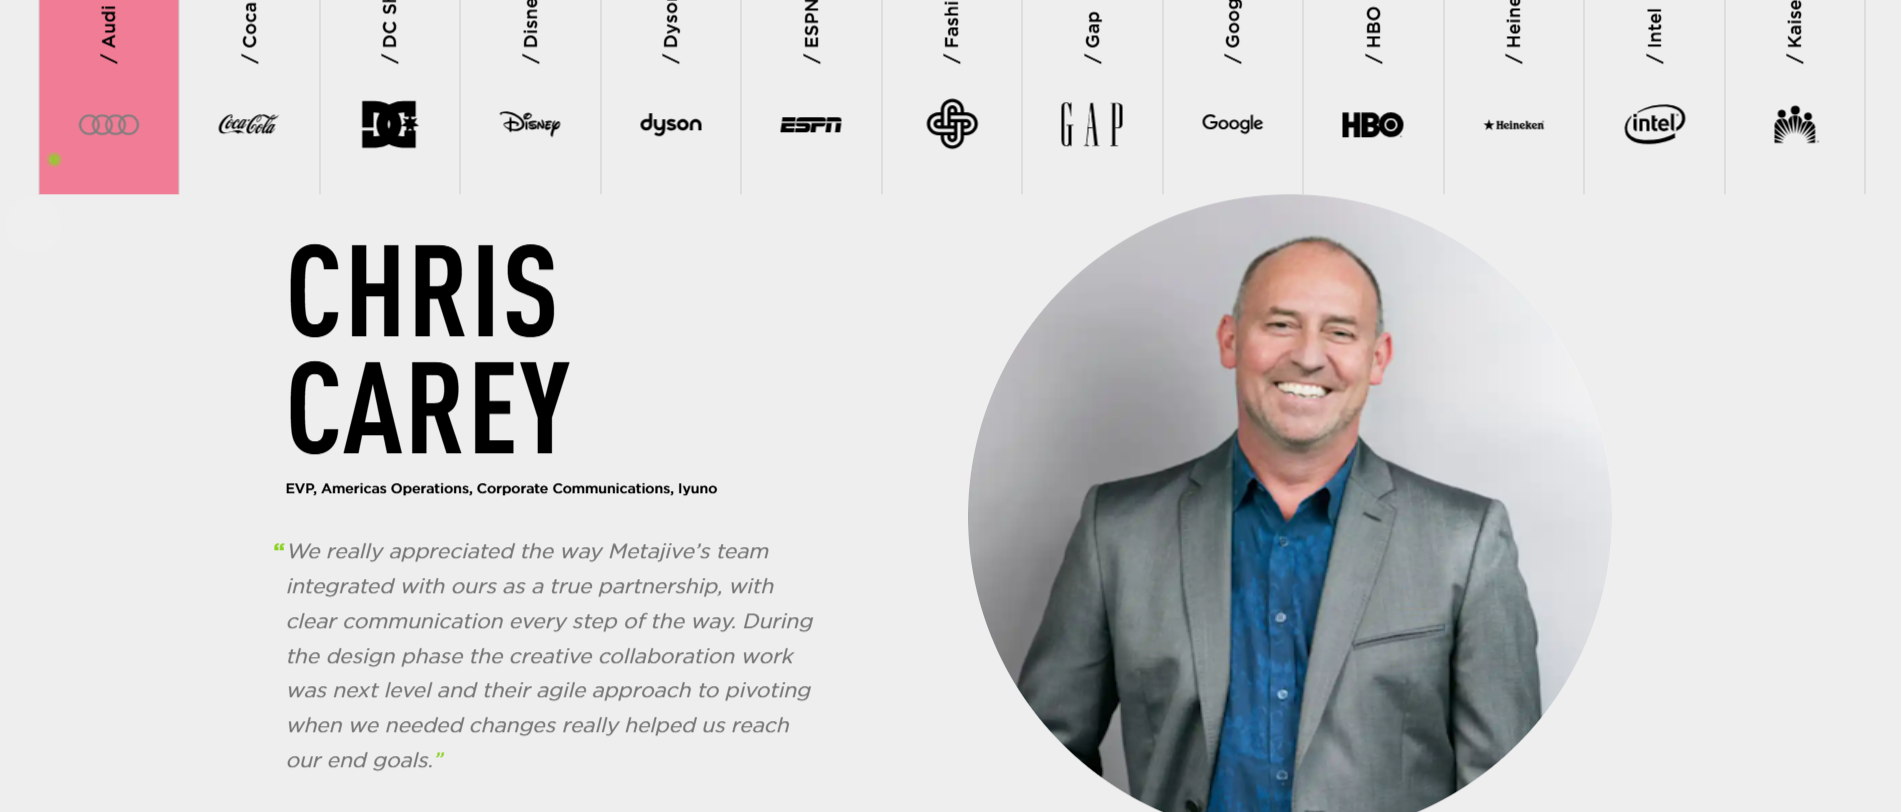 / Audi
/ Coca
/ DC
/ Disne
/ Dyso
/ ESPN
/ Fashi
/ Gap
/ Goog
/ HBO
/ Heine
/ Intel
/ Kaise
Coca-Cola
DC
Disney
dyson
ESPN
GAP
Google
HBO
Heineken
intel
CHRIS
CAREY
EVP, Americas Operations, Corporate Communications, Iyuno
“We really appreciated the way Metajive’s team
integrated with ours as a true partnership, with
clear communication every step of the way. During
the design phase the creative collaboration work
was next level and their agile approach to pivoting
when we needed changes really helped us reach
our end goals.”